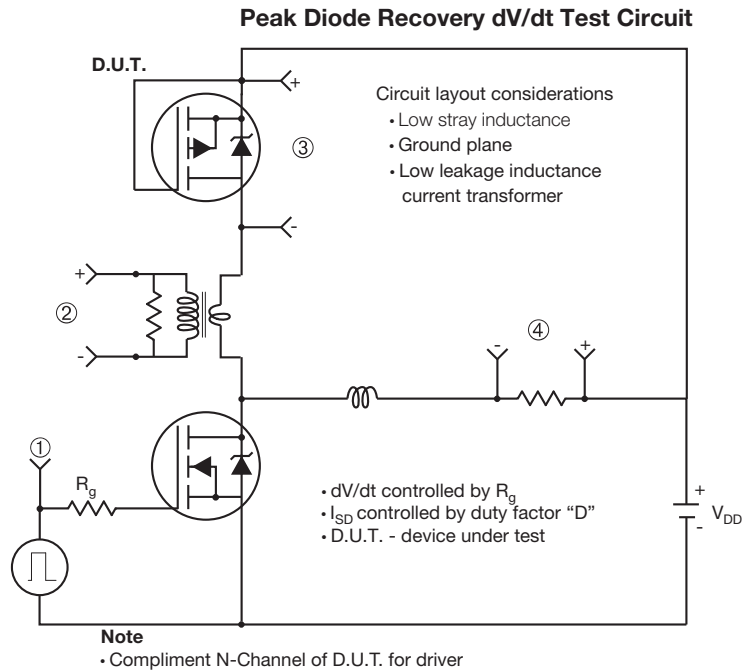 Peak Diode Recovery dV/dt Test Circuit
D.U.T.
+
Circuit layout considerations
• Low stray inductance
• Ground plane
• Low leakage inductance
current transformer
③
-
+
②
-
④
-
+
①
Rg
• dV/dt controlled by Rg
• ISD controlled by duty factor “D”
• D.U.T. - device under test
+
VDD
-
Note
• Compliment N-Channel of D.U.T. for driver